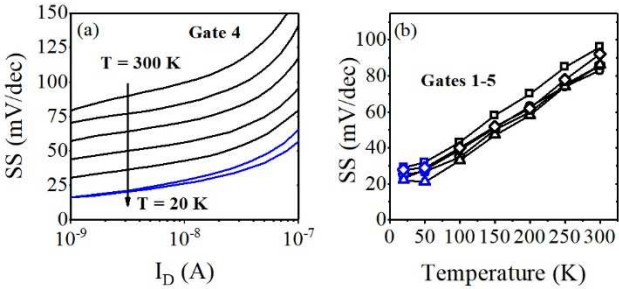 150
125
100
75
50
25
0
SS (mV/dec)
(a)
Gate 4
T = 300 K
T = 20 K
10⁻⁹
10⁻⁸
10⁻⁷
I_D (A)
100
80
60
40
20
0
SS (mV/dec)
(b)
Gates 1-5
0 50 100 150 200 250 300
Temperature (K)